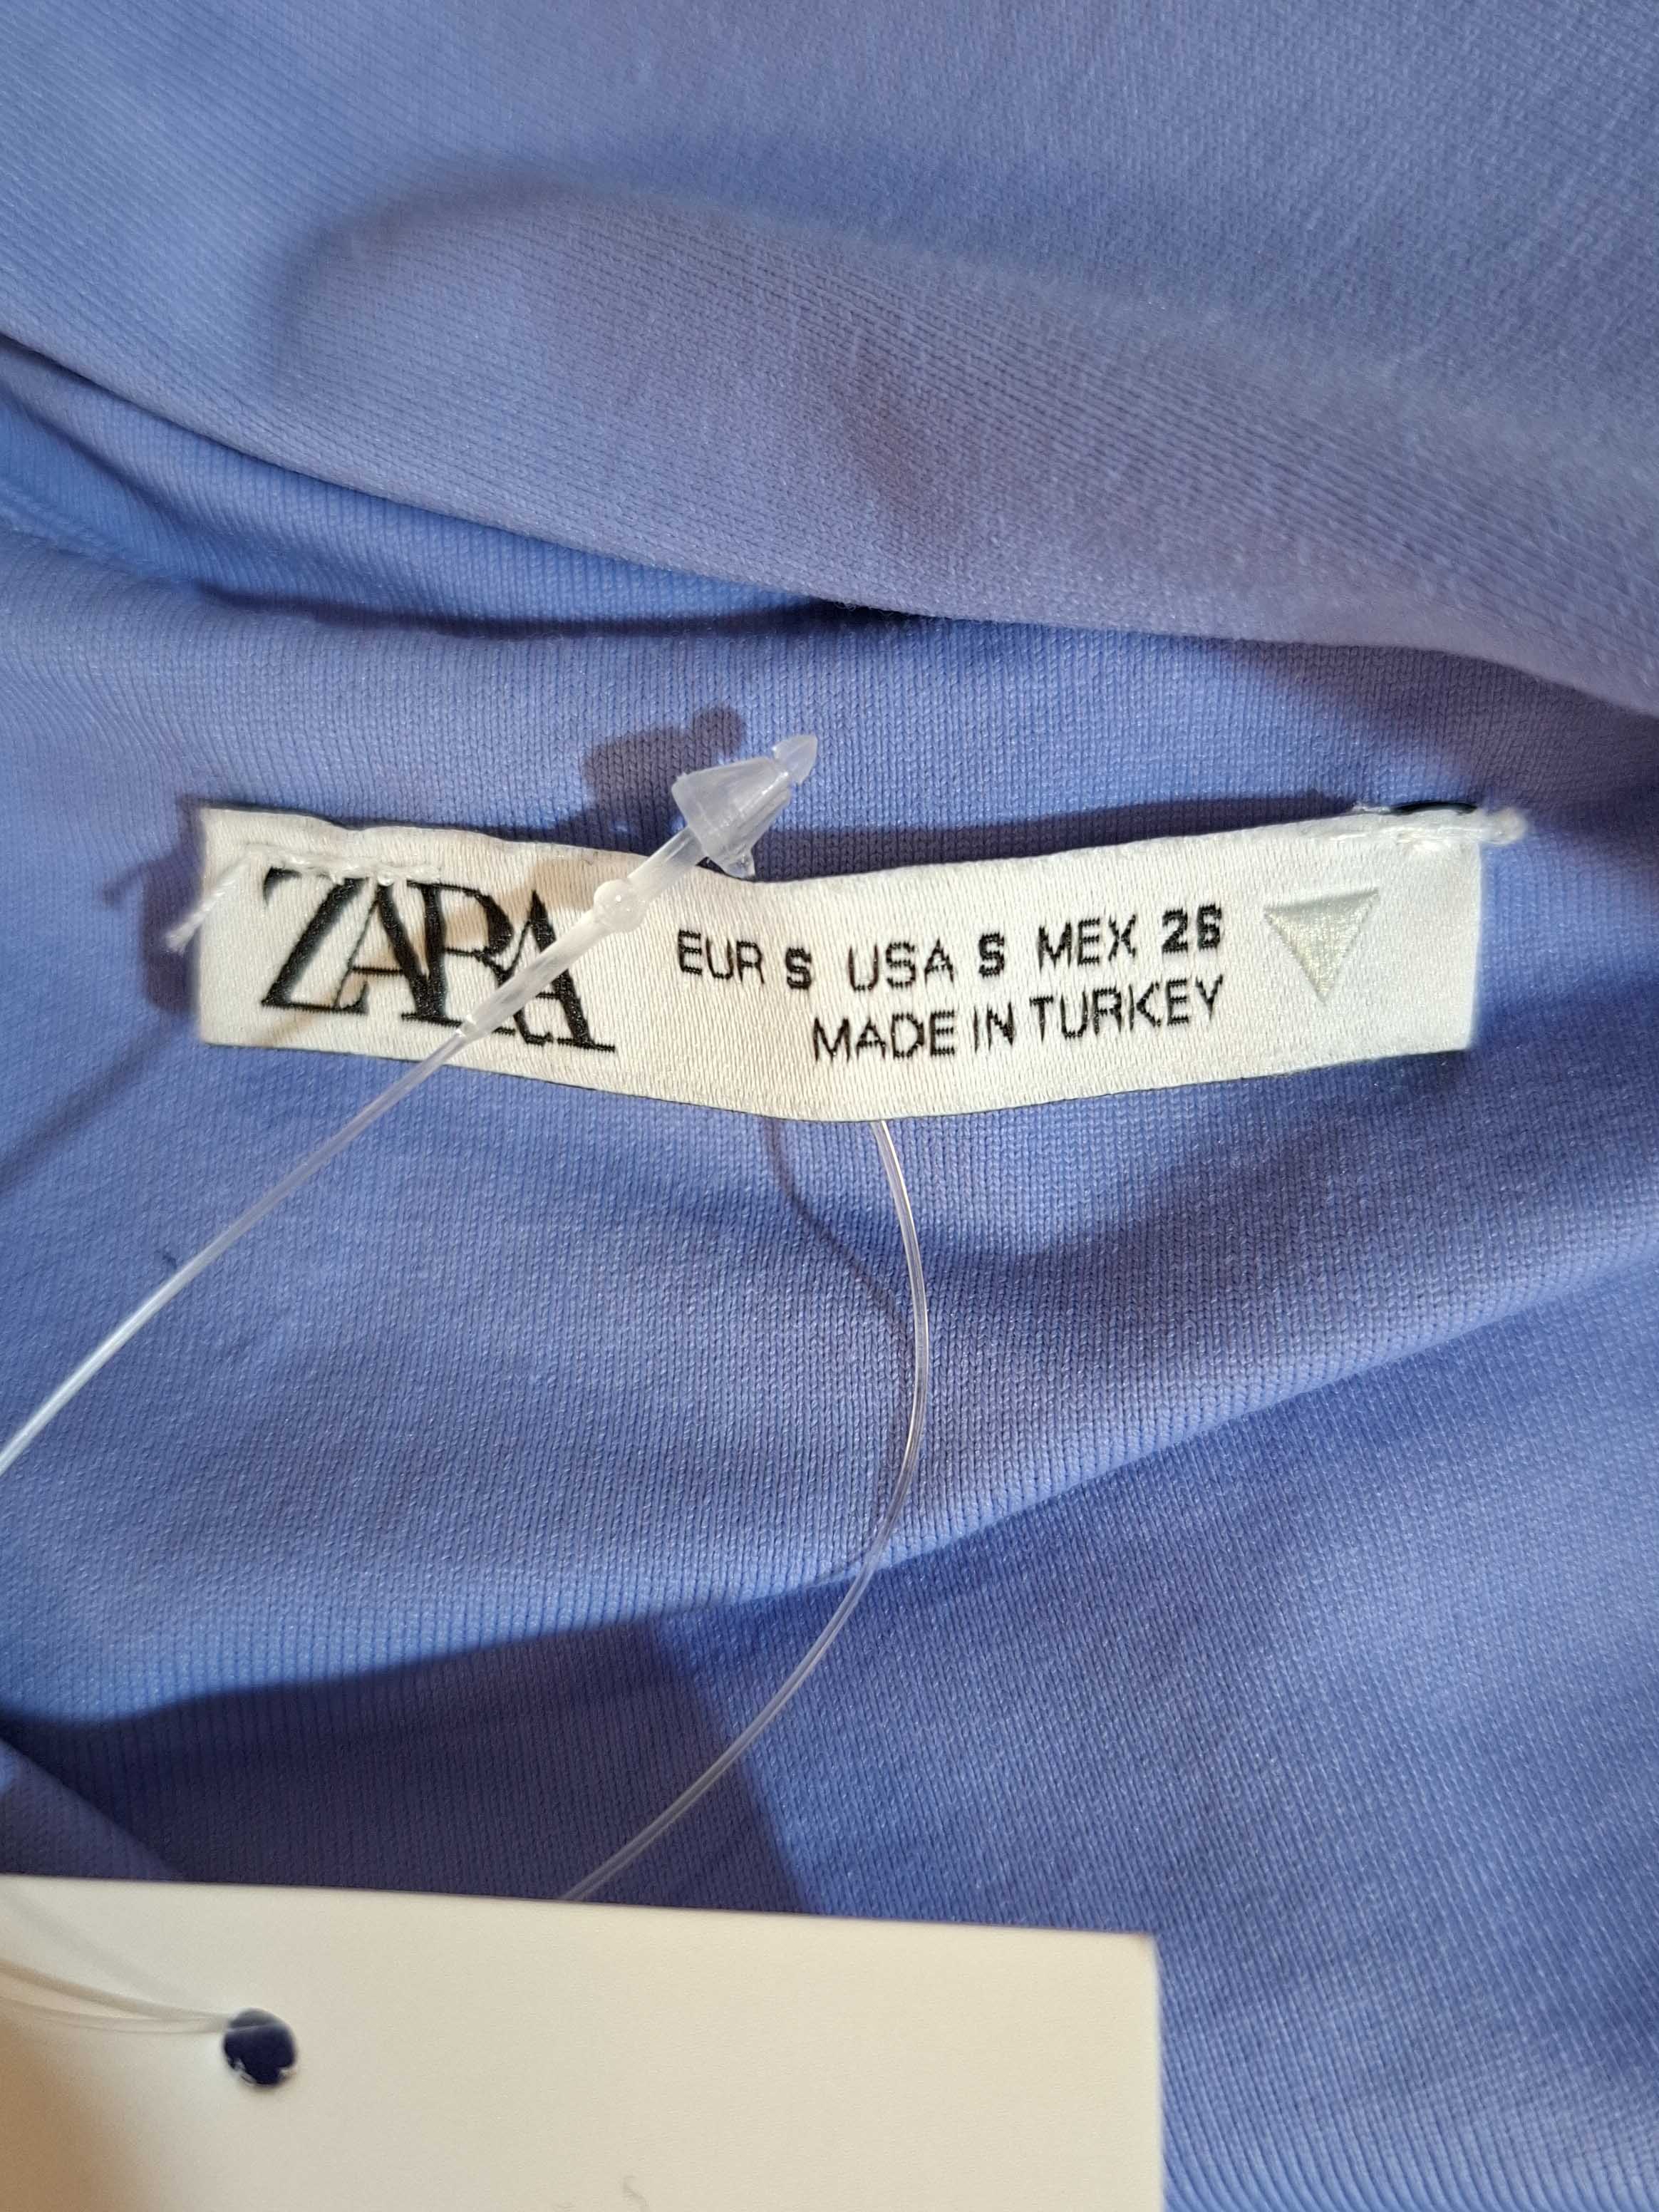 ZARA
EUR S USA S MEX 26
MADE IN TURKEY